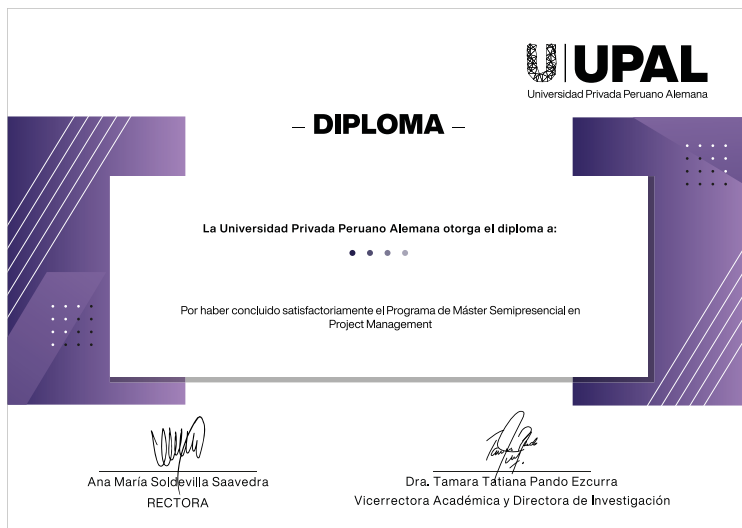 UPAL
Universidad Privada Peruano Alemana
– DIPLOMA –
La Universidad Privada Peruano Alemana otorga el diploma a:
Por haber concluido satisfactoriamente el Programa de Máster Semipresencial en
Project Management
Ana María Soldevilla Saavedra
RECTORA
Dra. Tamara Tatiana Pando Ezcurra
Vicerrectora Académica y Directora de Investigación